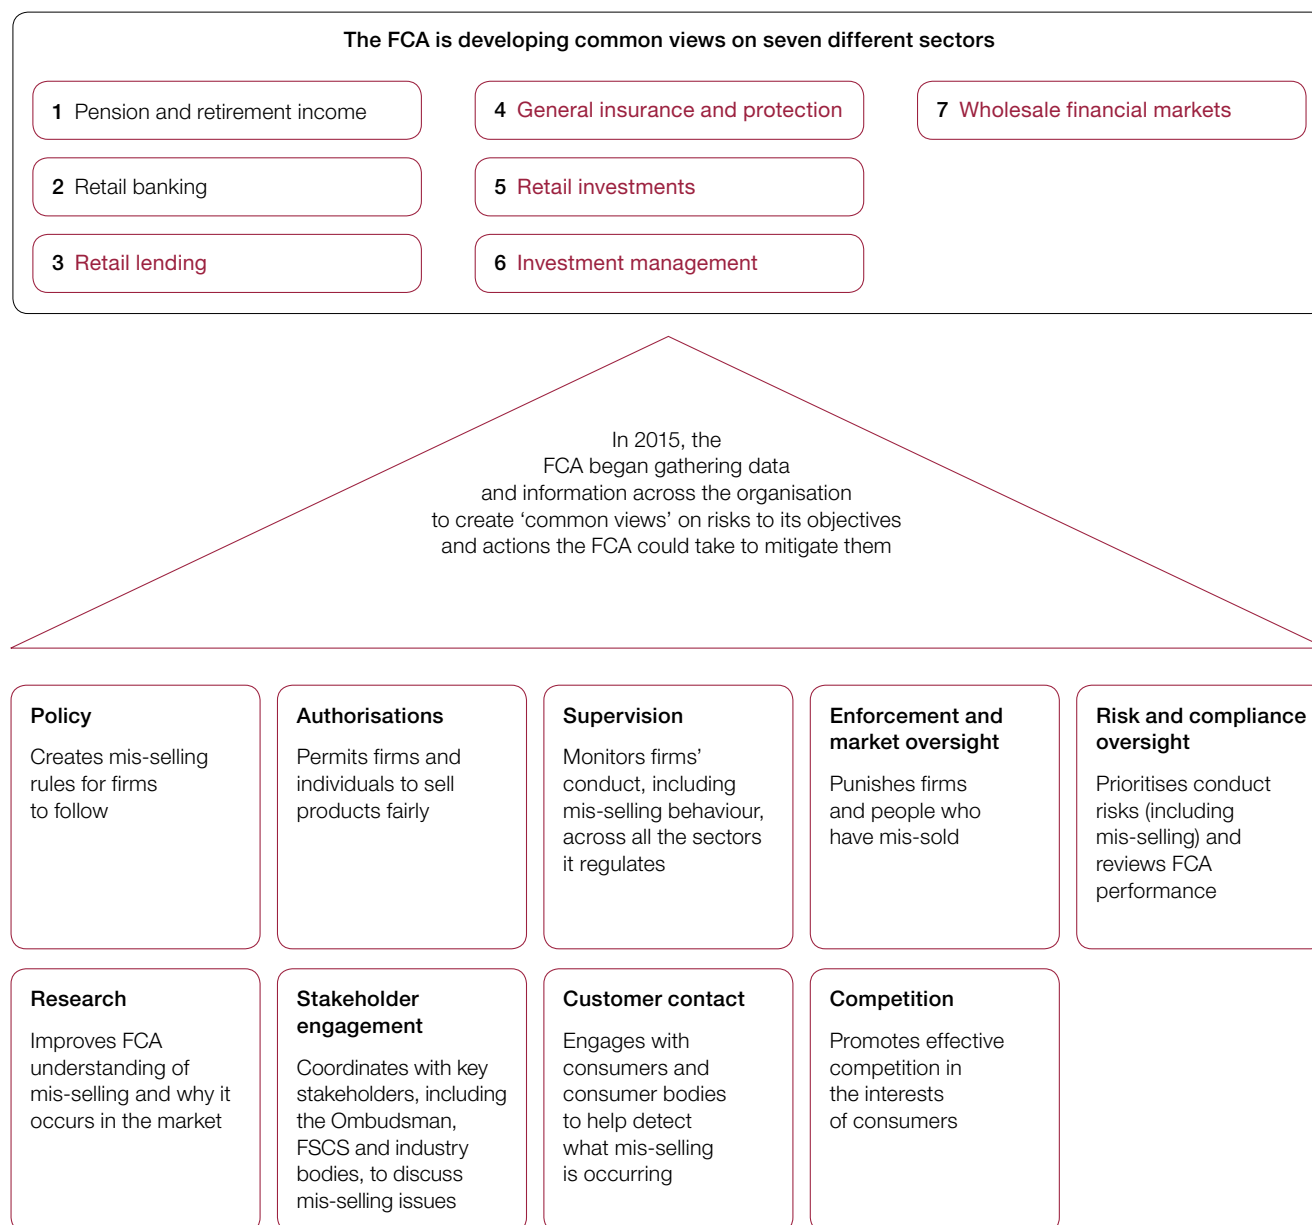 The FCA is developing common views on seven different sectors
1 Pension and retirement income
2 Retail banking
3 Retail lending
4 General insurance and protection
5 Retail investments
6 Investment management
7 Wholesale financial markets
In 2015, the
FCA began gathering data
and information across the organisation
to create ‘common views’ on risks to its objectives
and actions the FCA could take to mitigate them
Policy
Creates mis-selling
rules for firms
to follow
Authorisations
Permits firms and
individuals to sell
products fairly
Supervision
Monitors firms’
conduct, including
mis-selling behaviour,
across all the sectors
it regulates
Enforcement and
market oversight
Punishes firms
and people who
have mis-sold
Risk and compliance
oversight
Prioritises conduct
risks (including
mis-selling) and
reviews FCA
performance
Research
Improves FCA
understanding of
mis-selling and why it
occurs in the market
Stakeholder
engagement
Coordinates with key
stakeholders, including
the Ombudsman,
FSCS and industry
bodies, to discuss
mis-selling issues
Customer contact
Engages with
consumers and
consumer bodies
to help detect
what mis-selling
is occurring
Competition
Promotes effective
competition in
the interests
of consumers